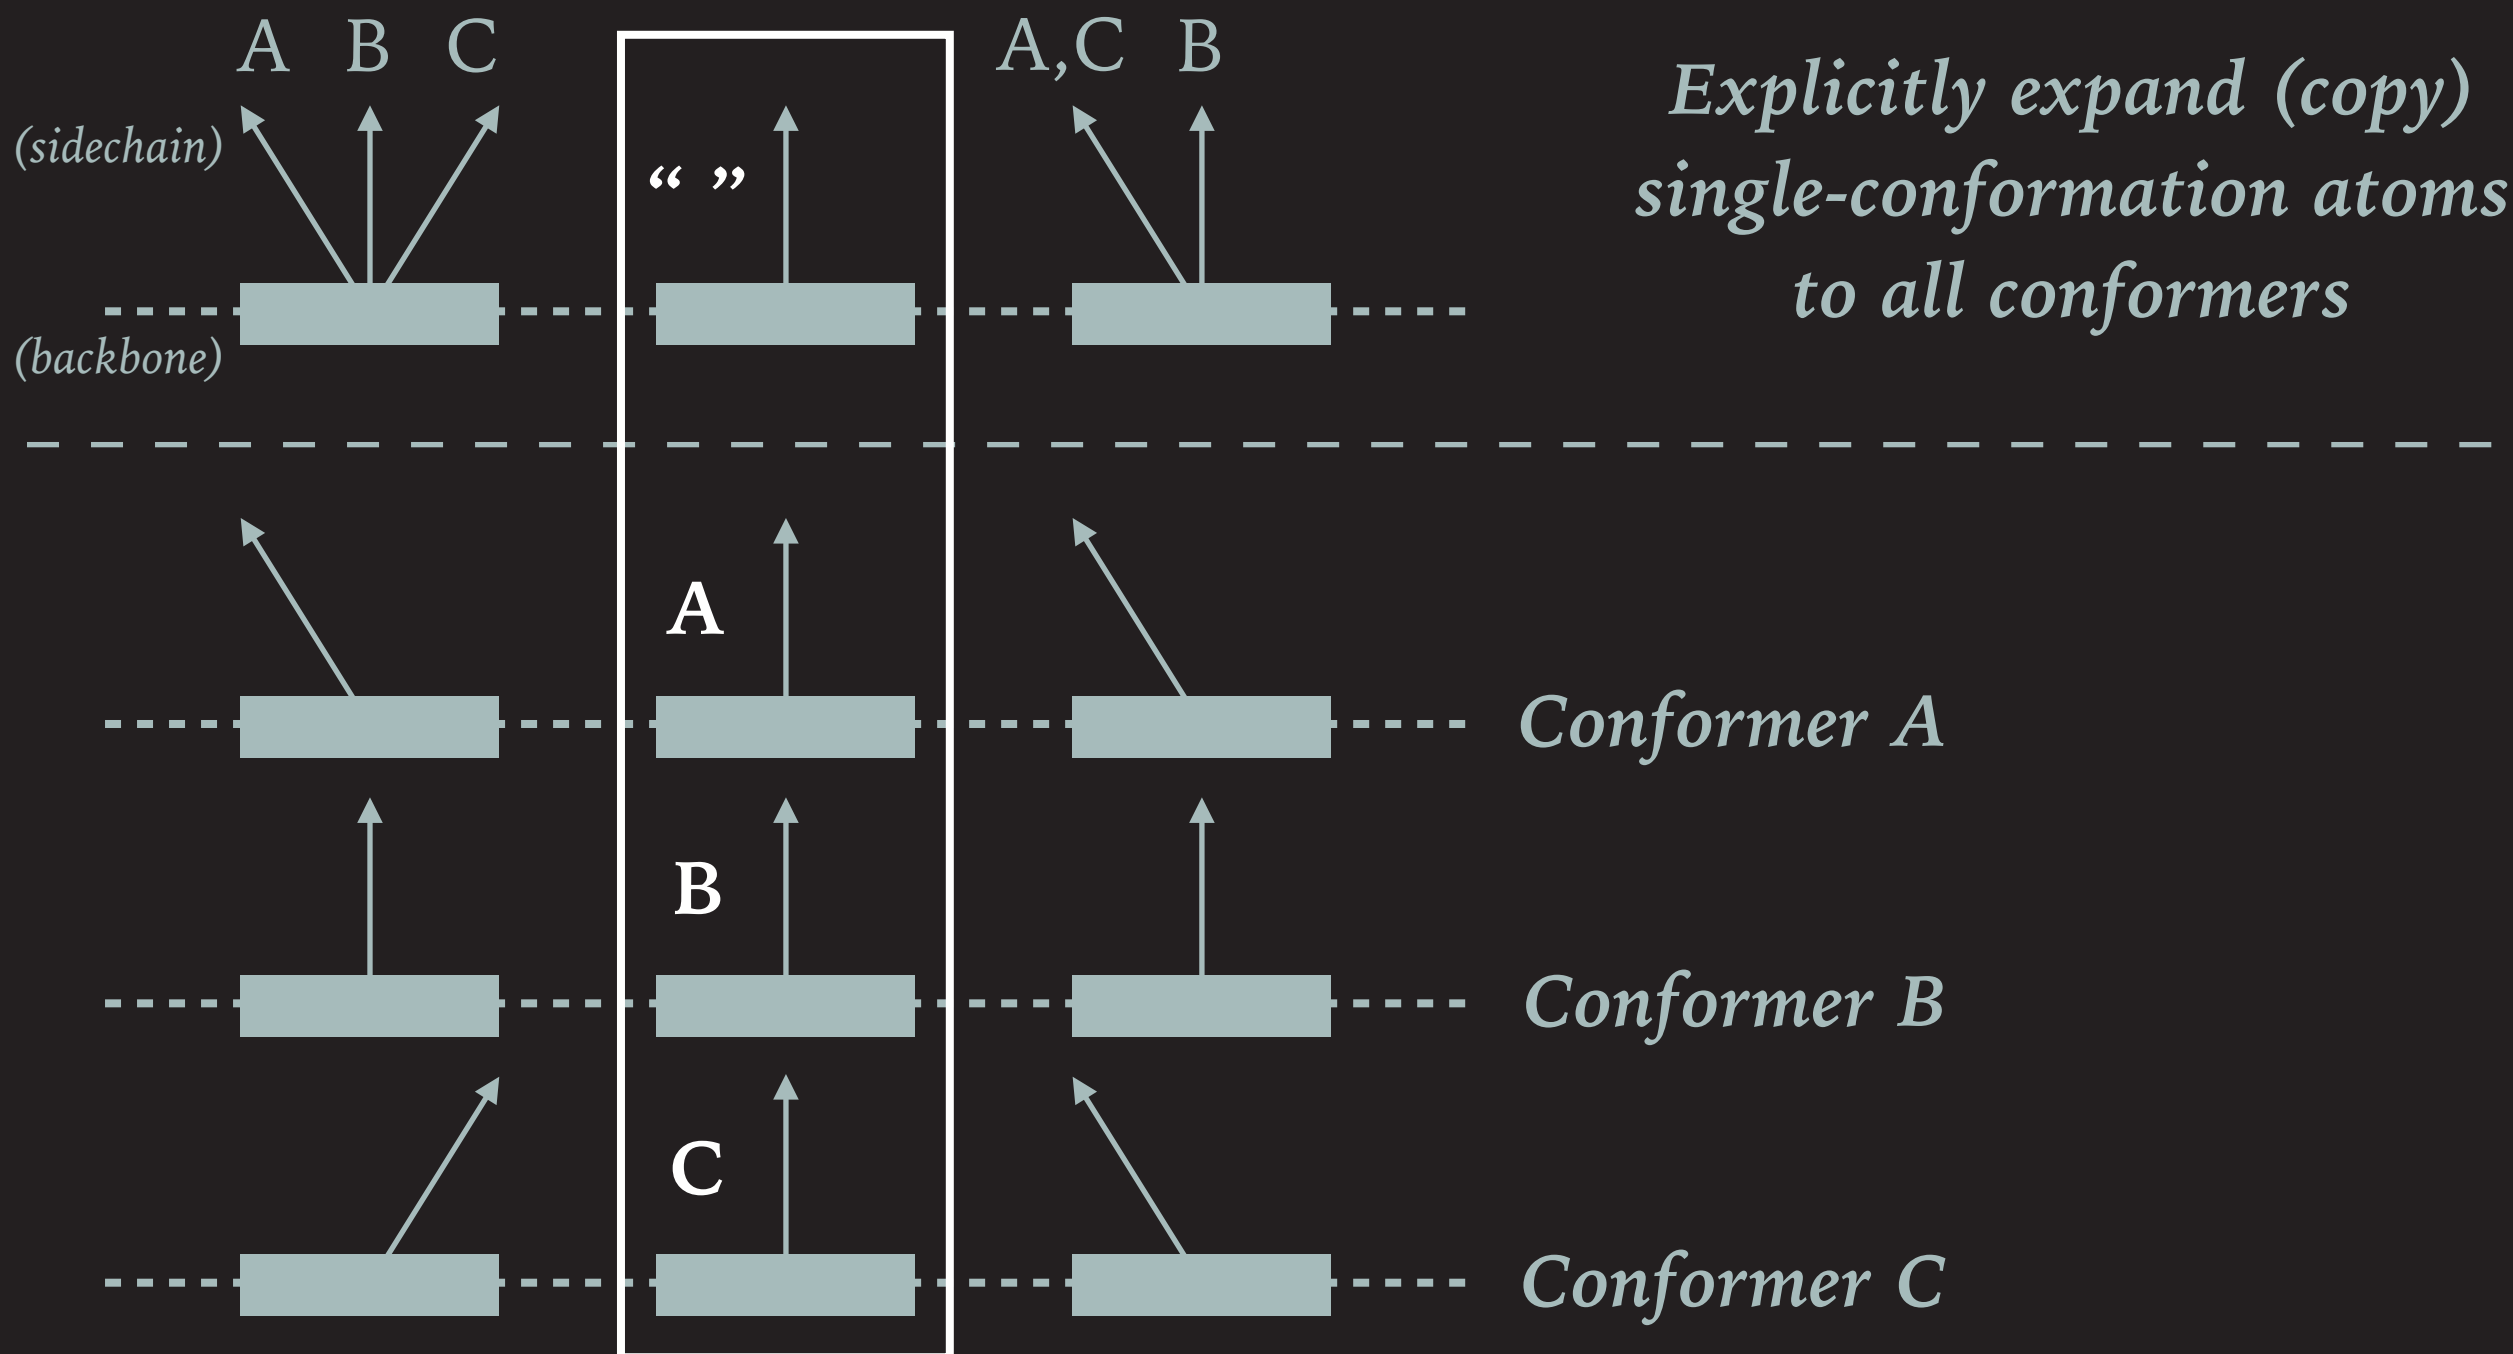 A B C
A,C B
Explicitly expand (copy)
single-conformation atoms
to all conformers
(sidechain)
“ ”
(backbone)
A
Conformer A
B
Conformer B
C
Conformer C